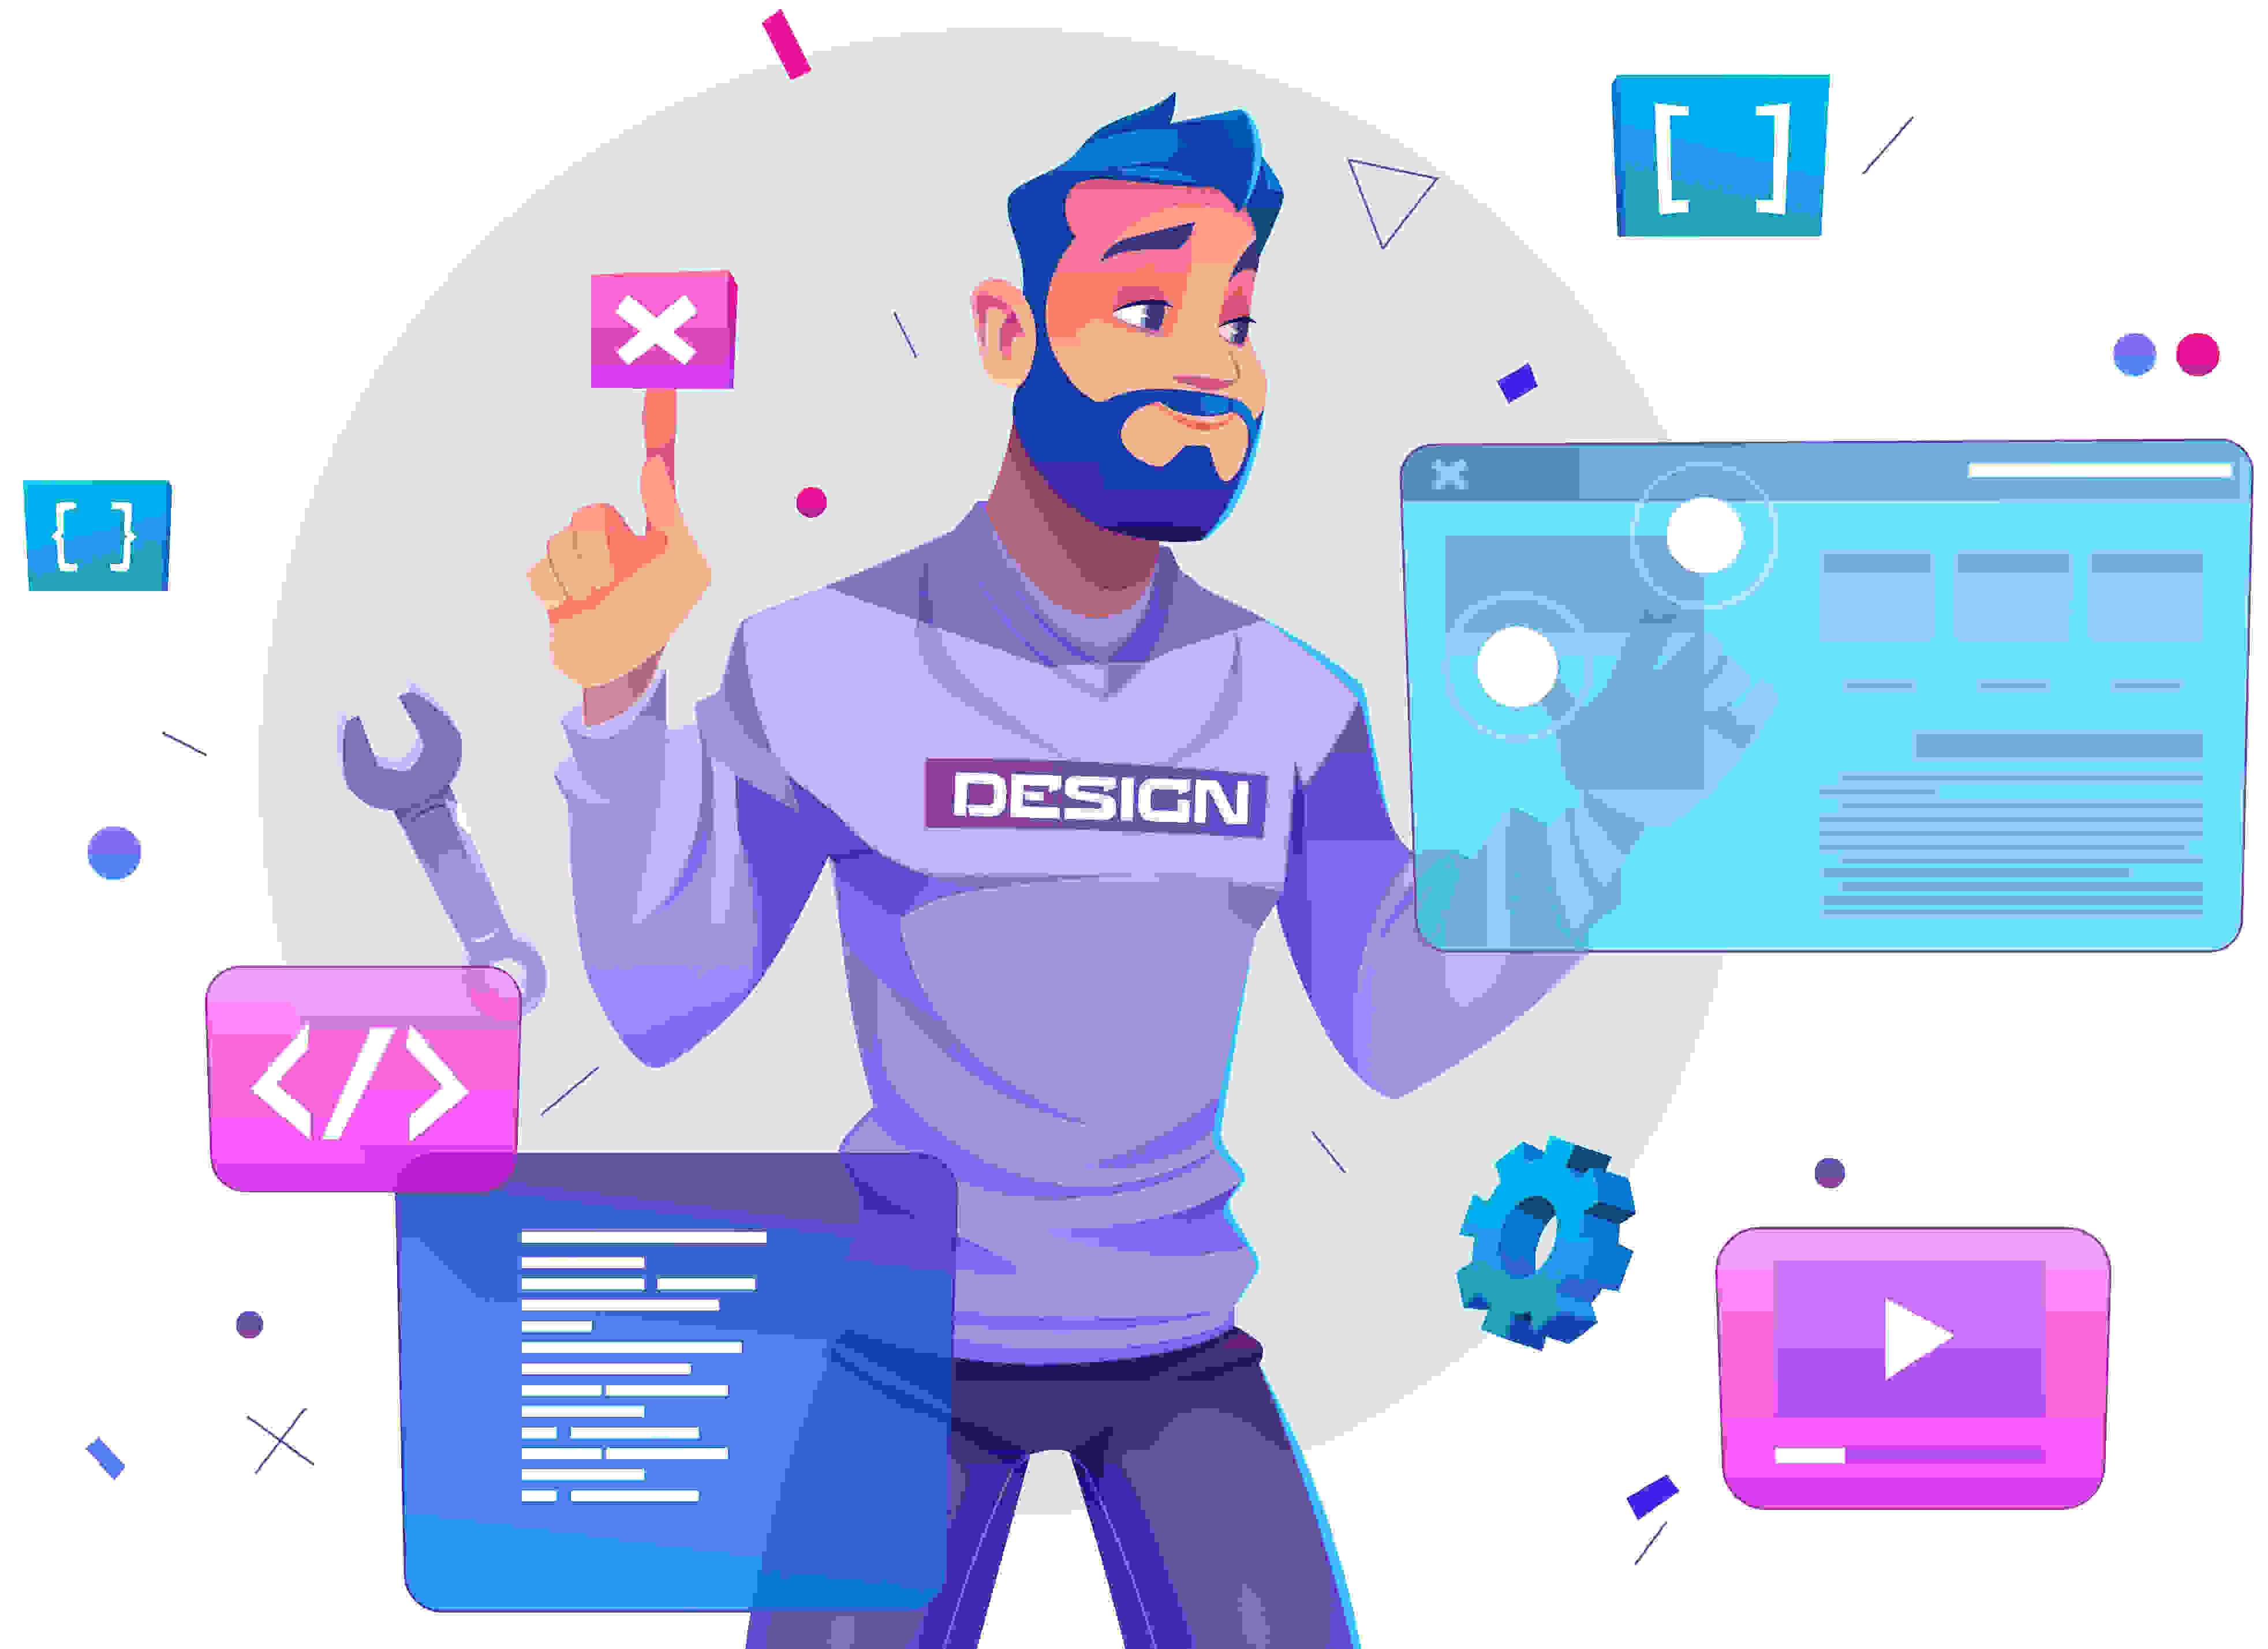 [ ]
{ }
</>
DESIGN